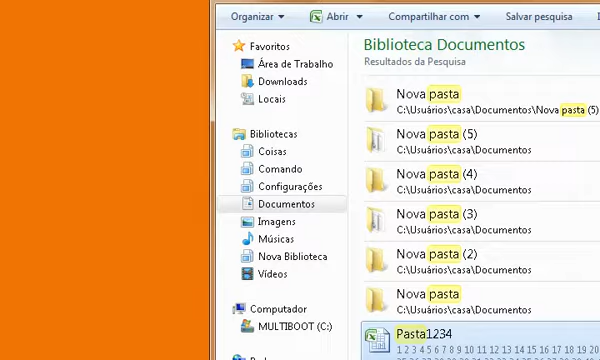 Organizar Abrir Compartilhar com Salvar pesquisa
Favoritos
Área de Trabalho
Downloads
Locais
Bibliotecas
Coisas
Comando
Configurações
Documentos
Imagens
Músicas
Nova Biblioteca
Vídeos
Computador
MULTIBOOT (C:)
Biblioteca Documentos
Resultados da Pesquisa
Nova pasta
C:\Usuários\casa\Documentos\Nova pasta (5)
Nova pasta (5)
C:\Usuários\casa\Documentos
Nova pasta (4)
C:\Usuários\casa\Documentos
Nova pasta (3)
C:\Usuários\casa\Documentos
Nova pasta (2)
C:\Usuários\casa\Documentos
Nova pasta
C:\Usuários\casa\Documentos
Pasta1234
1 2 3 4 5 6 7 8 9 10 11 12 13 14 15 16 17 18 19 20